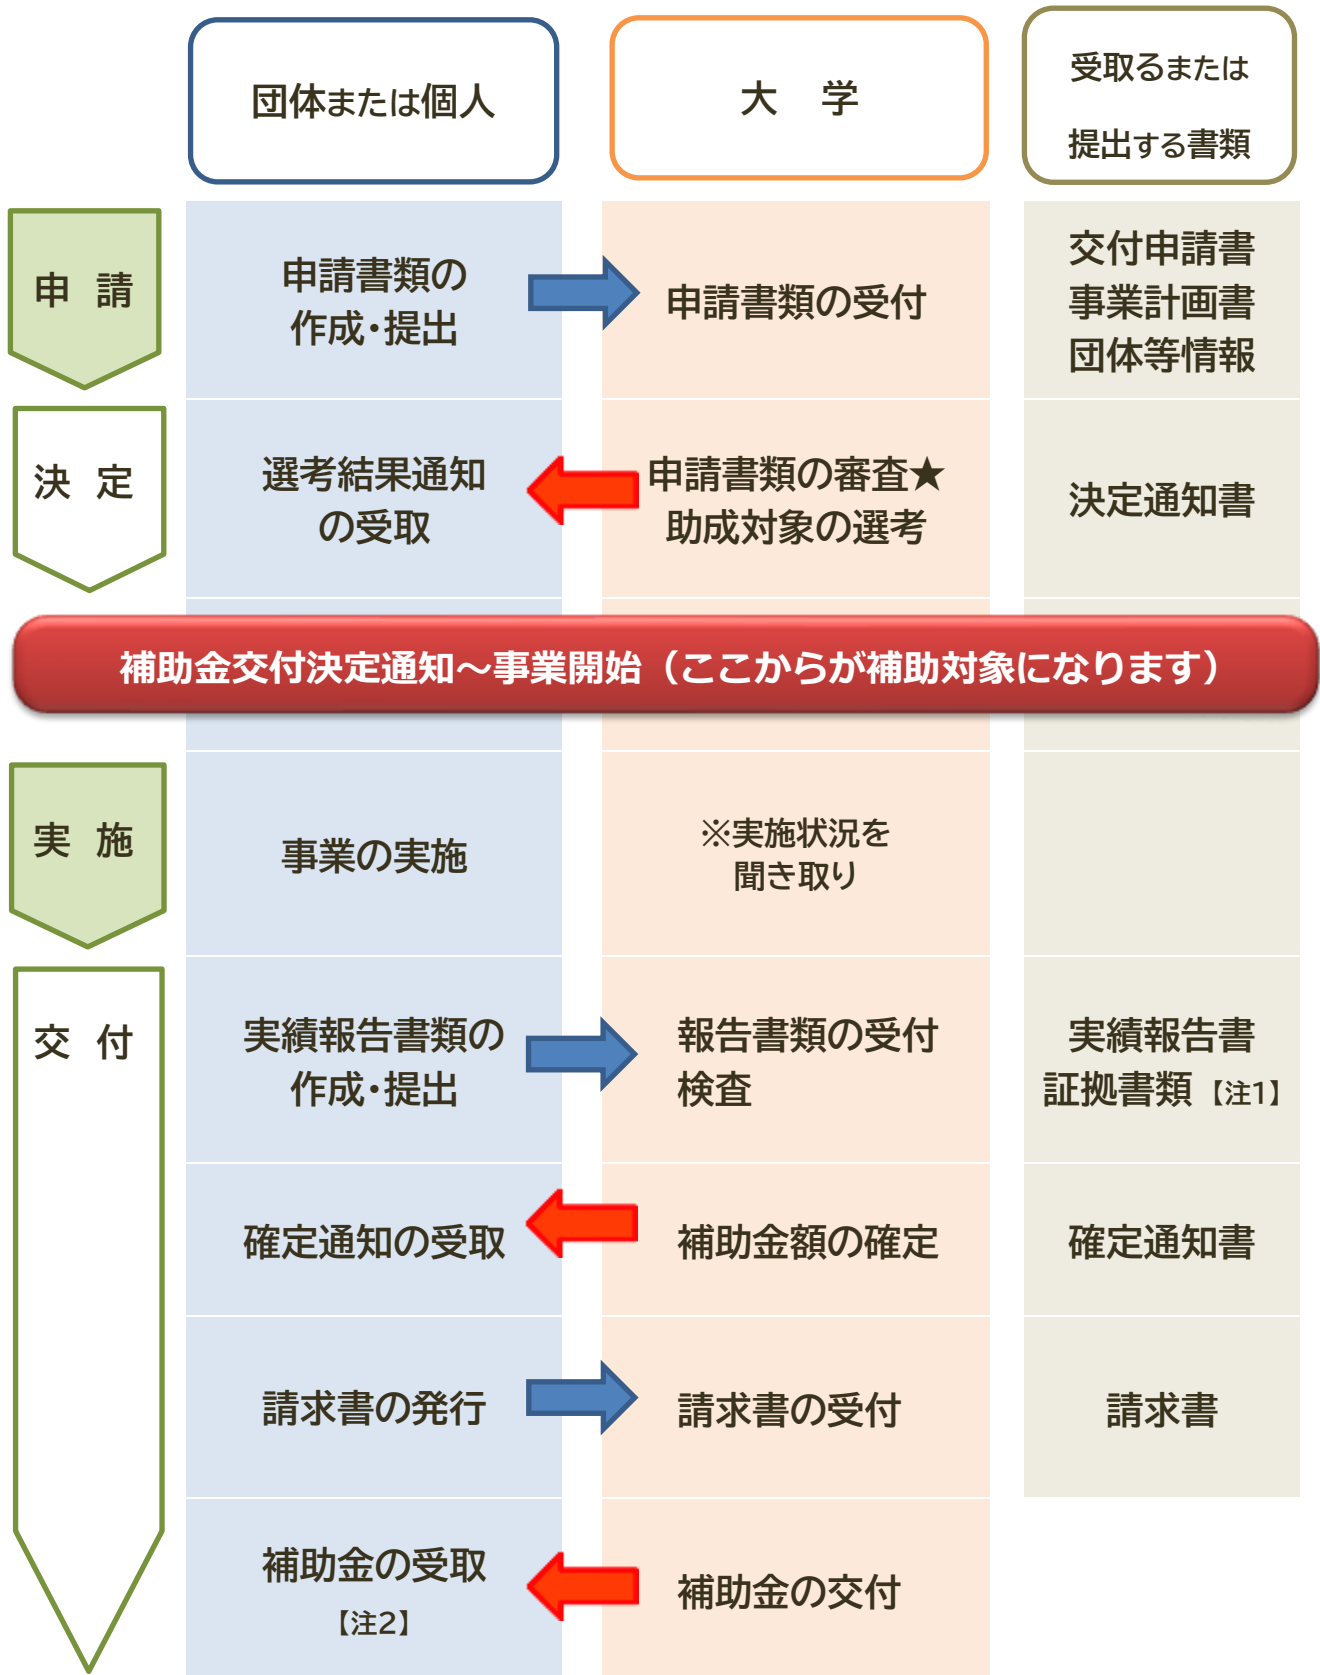 団体または個人
大　学
受取るまたは
提出する書類
申 請
申請書類の
作成・提出
申請書類の受付
交付申請書
事業計画書
団体等情報
決 定
選考結果通知
の受取
申請書類の審査★
助成対象の選考
決定通知書
補助金交付決定通知～事業開始（ここからが補助対象になります）
実 施
事業の実施
※実施状況を
聞き取り
交 付
実績報告書類の
作成・提出
報告書類の受付
検査
実績報告書
証拠書類【注1】
確定通知の受取
補助金額の確定
確定通知書
請求書の発行
請求書の受付
請求書
補助金の受取
【注2】
補助金の交付